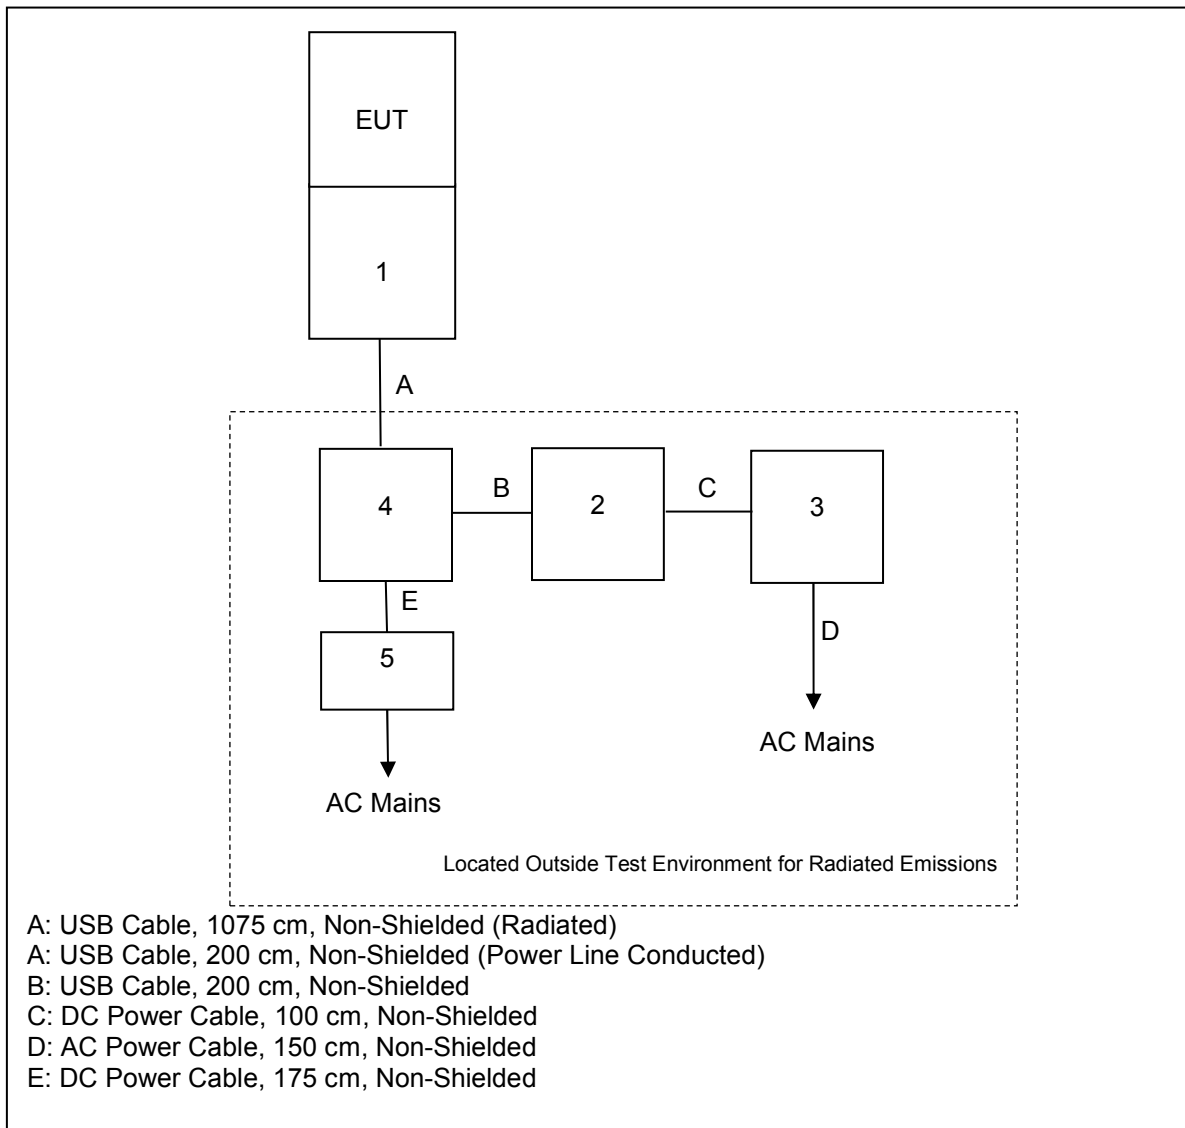 EUT
1
A
4
B
2
C
3
E
5
D
AC Mains
AC Mains
Located Outside Test Environment for Radiated Emissions
A: USB Cable, 1075 cm, Non-Shielded (Radiated)
A: USB Cable, 200 cm, Non-Shielded (Power Line Conducted)
B: USB Cable, 200 cm, Non-Shielded
C: DC Power Cable, 100 cm, Non-Shielded
D: AC Power Cable, 150 cm, Non-Shielded
E: DC Power Cable, 175 cm, Non-Shielded